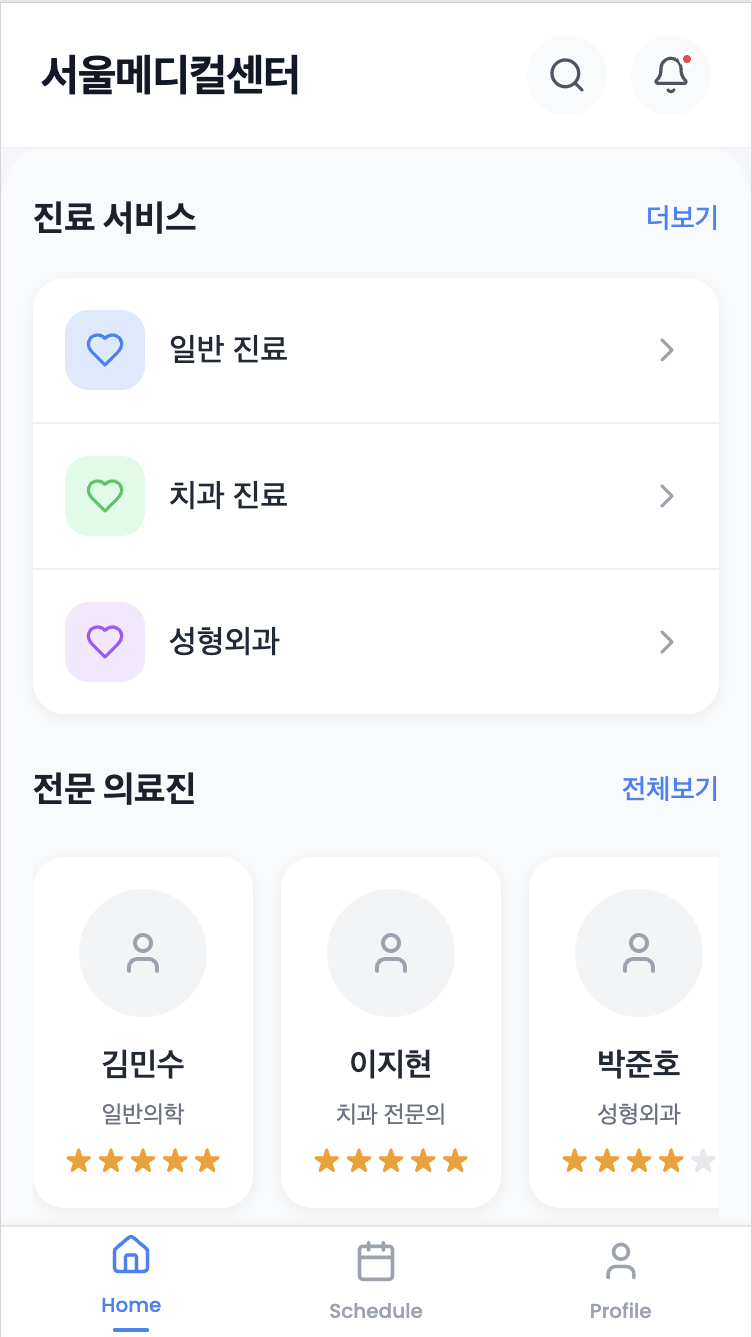 서울메디컬센터
진료 서비스
더보기
일반 진료
치과 진료
성형외과
전문 의료진
전체보기
김민수
일반의학
이지현
치과 전문의
박준호
성형외과
Home
Schedule
Profile